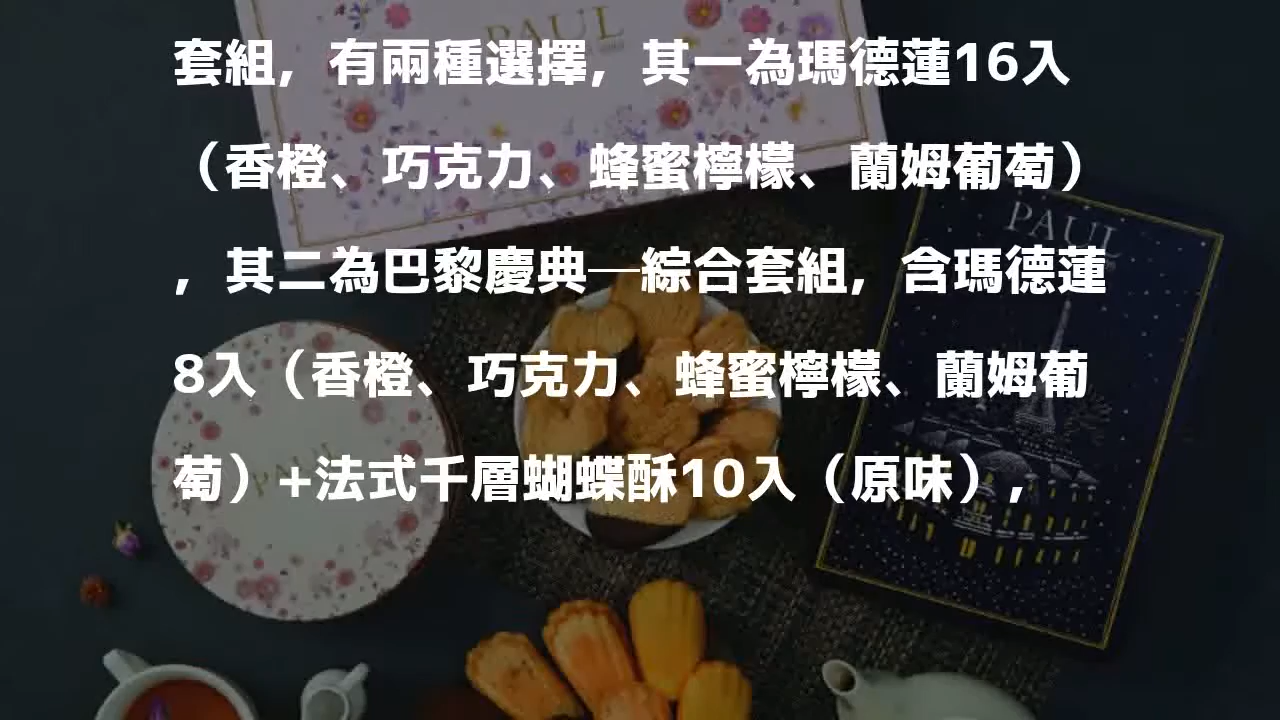 PAUL
套組，有兩種選擇，其一為瑪德蓮16入
（香橙、巧克力、蜂蜜檸檬、蘭姆葡萄）
，其二為巴黎慶典─綜合套組，含瑪德蓮
8入（香橙、巧克力、蜂蜜檸檬、蘭姆葡
萄）+法式千層蝴蝶酥10入（原味），
PAUL
PAUL